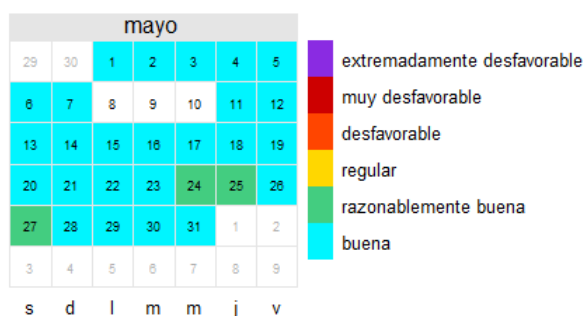 mayo
29 30 1 2 3 4 5
6 7 8 9 10 11 12
13 14 15 16 17 18 19
20 21 22 23 24 25 26
27 28 29 30 31 1 2
3 4 5 6 7 8 9
s d l m m j v
extremadamente desfavorable
muy desfavorable
desfavorable
regular
razonablemente buena
buena